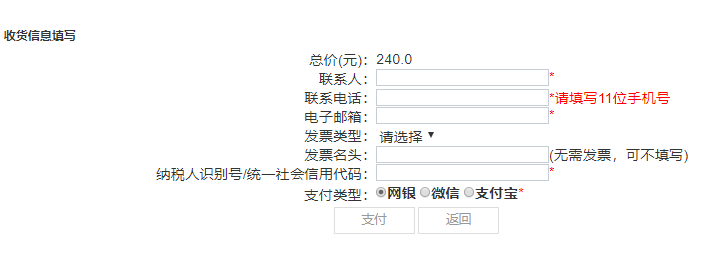 收货信息填写
总价(元)：240.0
联系人：*
联系电话：*请填写11位手机号
电子邮箱：*
发票类型：请选择▼
发票名头：(无需发票，可不填写)
纳税人识别号/统一社会信用代码：*
支付类型：网银 微信 支付宝*
支付 返回